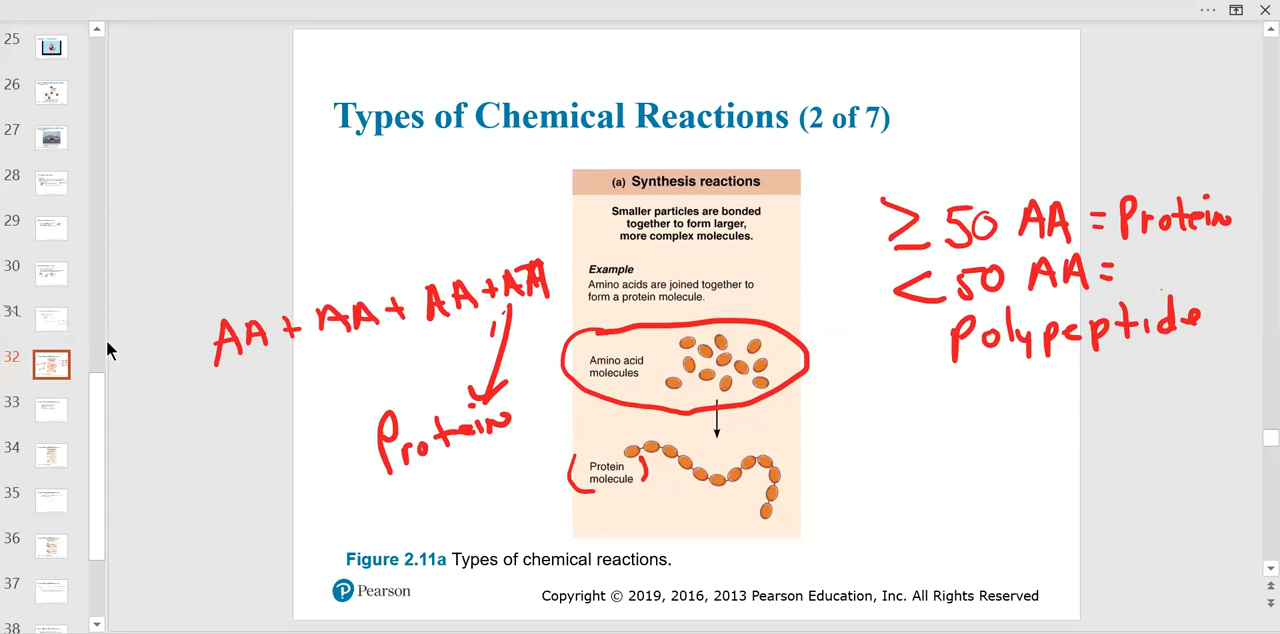 25
26
27
28
29
30
31
32
33
34
35
36
37
38
Types of Chemical Reactions (2 of 7)
(a) Synthesis reactions
Smaller particles are bonded
together to form larger,
more complex molecules.
Example
Amino acids are joined together to
form a protein molecule.
Amino acid
molecules
Protein
molecule
AA + AA + AA + AA
Protein
≥ 50 AA = Protein
< 50 AA =
polypeptide
Figure 2.11a Types of chemical reactions.
Pearson
Copyright © 2019, 2016, 2013 Pearson Education, Inc. All Rights Reserved